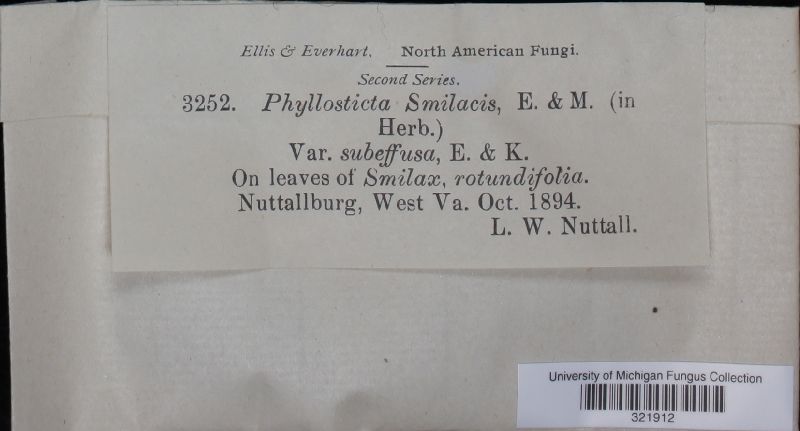 Ellis & Everhart. North American Fungi.
Second Series.
3252. Phyllosticta Smilacis, E. & M. (in
Herb.)
Var. subeffusa, E. & K.
On leaves of Smilax, rotundifolia.
Nuttallburg, West Va. Oct. 1894.
L. W. Nuttall.
University of Michigan Fungus Collection
321912